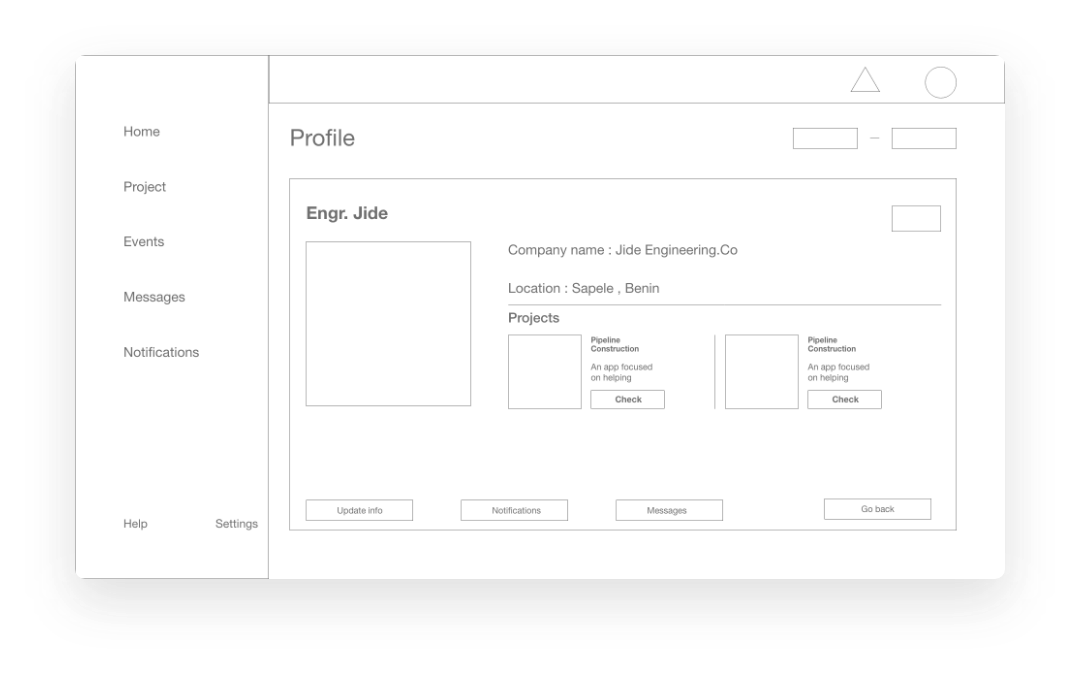 Home
Project
Events
Messages
Notifications
Help
Settings
Profile
Engr. Jide
Company name : Jide Engineering.Co
Location : Sapele , Benin
Projects
Pipeline
Construction
An app focused
on helping
Check
Pipeline
Construction
An app focused
on helping
Check
Update info
Notifications
Messages
Go back